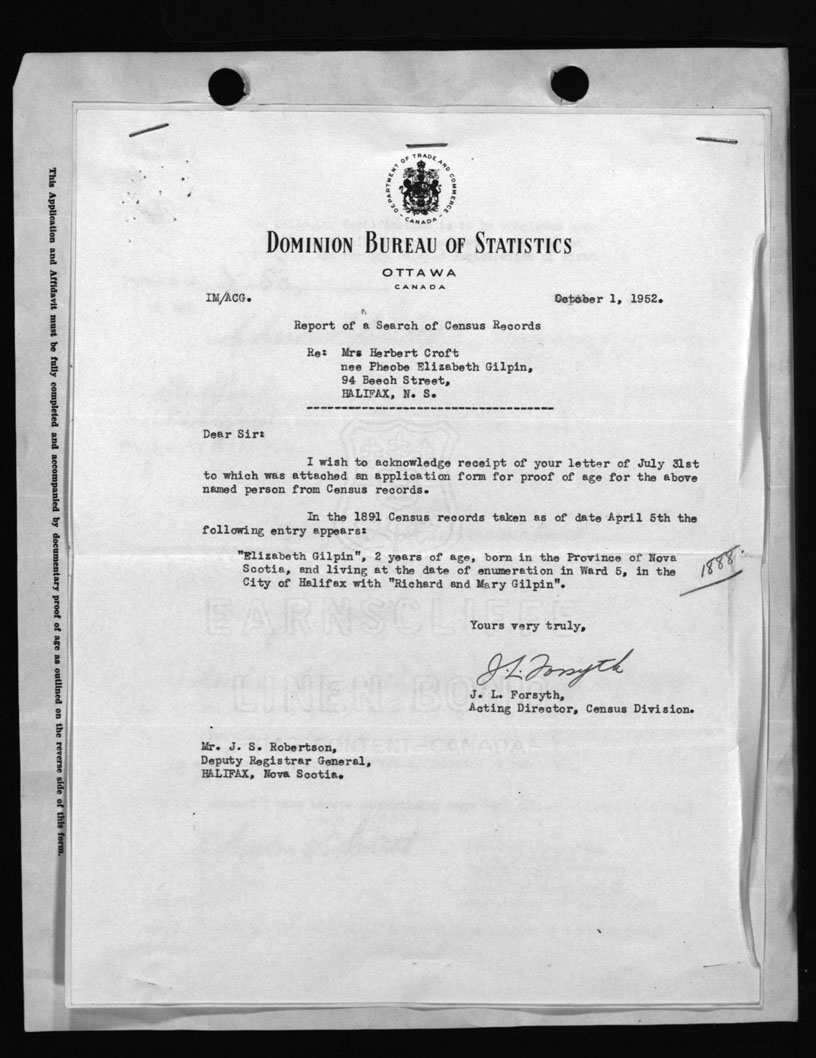 DEPARTMENT OF TRADE AND COMMERCE
CANADA
DOMINION BUREAU OF STATISTICS
OTTAWA
CANADA
IM/ACG.
October 1, 1952.
Report of a Search of Census Records
Re: Mrs Herbert Croft
nee Pheobe Elizabeth Gilpin,
94 Beech Street,
HALIFAX, N. S.
Dear Sir:
I wish to acknowledge receipt of your letter of July 31st
to which was attached an application form for proof of age for the above
named person from Census records.
In the 1891 Census records taken as of date April 5th the
following entry appears:
"Elizabeth Gilpin", 2 years of age, born in the Province of Nova
Scotia, and living at the date of enumeration in Ward 5, in the
City of Halifax with "Richard and Mary Gilpin".
1888
Yours very truly,
J. L. Forsyth
J. L. Forsyth,
Acting Director, Census Division.
Mr. J. S. Robertson,
Deputy Registrar General,
HALIFAX, Nova Scotia.
EARNSCLIFFE
LINEN BOND
This Application and Affidavit must be fully completed and accompanied by documentary proof of age as outlined on the reverse side of this form.